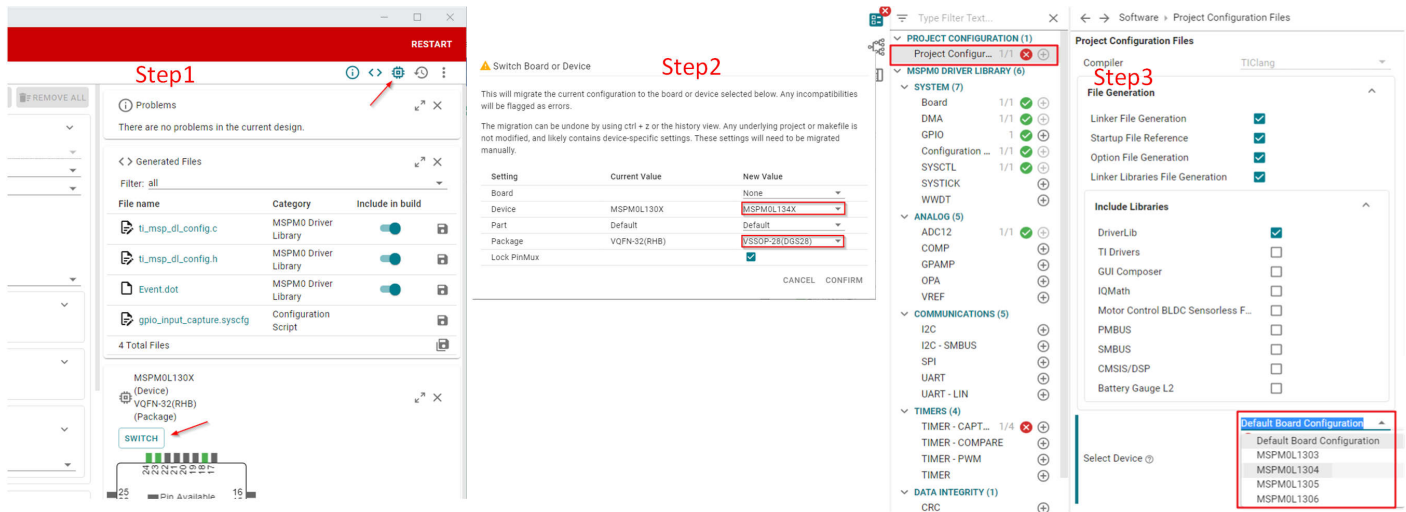 RESTART
Step1
REMOVE ALL
Problems
There are no problems in the current design.
Generated Files
Filter: all
File name Category Include in build
ti_msp_dl_config.c MSPM0 Driver
Library
ti_msp_dl_config.h MSPM0 Driver
Library
Event.dot MSPM0 Driver
Library
gpio_input_capture.syscfg Configuration
Script
4 Total Files
MSPM0L130X
(Device)
VQFN-32(RHB)
(Package)
SWITCH
24 23 22 21 20 19 18 17
25 Pin Available 16
Step2
Switch Board or Device
This will migrate the current configuration to the board or device selected below. Any incompatibilities
will be flagged as errors.
The migration can be undone by using ctrl + z or the history view. Any underlying project or makefile is
not modified, and likely contains device-specific settings. These settings will need to be migrated
manually.
Setting Current Value New Value
Board None
Device MSPM0L130X MSPM0L134X
Part Default Default
Package VQFN-32(RHB) VSSOP-28(DGS28)
Lock PinMux
CANCEL CONFIRM
Type Filter Text...
PROJECT CONFIGURATION (1)
Project Configur... 1/1
MSPM0 DRIVER LIBRARY (6)
SYSTEM (7)
Board 1/1
DMA 1/1
GPIO 1
Configuration ... 1/1
SYSCTL 1/1
SYSTICK
WWDT
ANALOG (5)
ADC12 1/1
COMP
GPAMP
OPA
VREF
COMMUNICATIONS (5)
I2C
I2C - SMBUS
SPI
UART
UART - LIN
TIMERS (4)
TIMER - CAPT... 1/4
TIMER - COMPARE
TIMER - PWM
TIMER
DATA INTEGRITY (1)
CRC
Software Project Configuration Files
Project Configuration Files
Compiler TIClang
Step3
File Generation
Linker File Generation
Startup File Reference
Option File Generation
Linker Libraries File Generation
Include Libraries
DriverLib
TI Drivers
GUI Composer
IQMath
Motor Control BLDC Sensorless F...
PMBUS
SMBUS
CMSIS/DSP
Battery Gauge L2
Select Device
Default Board Configuration
Default Board Configuration
MSPM0L1303
MSPM0L1304
MSPM0L1305
MSPM0L1306